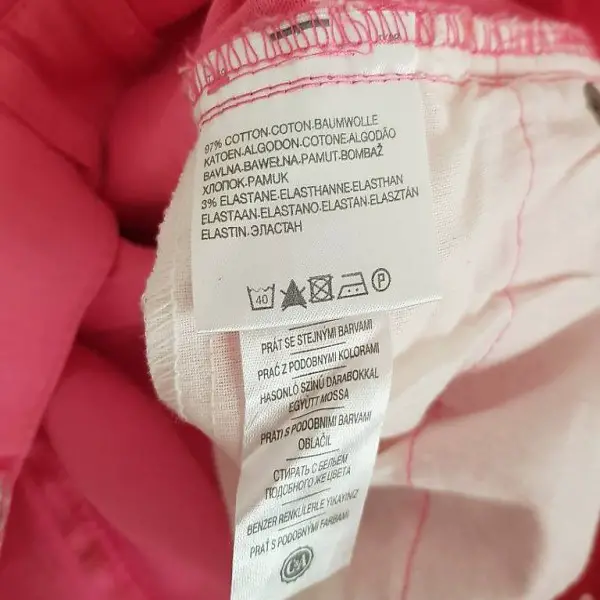 97% COTTON-COTON-BAUMWOLLE
KATOEN-ALGODON-COTONE-ALGODÃO
BAVLNA-BAWEŁNA-PAMUT-BOMBAŽ
ХЛОПОК-PAMUK
3% ELASTANE-ELASTHANNE-ELASTHAN
ELASTAAN-ELASTANO-ELASTAN-ELASZTÁN
ELASTIN-ЭЛАСТАН
40 P
PRÁT SE STEJNÝMI BARVAMI
PRAĆ Z PODOBNYMI KOLORAMI
HASONLÓ SZÍNŰ DARABOKKAL
EGYÜTT MOSSA
PRATI S PODOBNIMI BARVAMI
OBLAČIL
СТИРАТЬ С БЕЛЬЕМ
ПОДОБНОГО ЖЕ ЦВЕТА
BENZER RENKLILERLE YIKAYINIZ
PRAŤ S PODOBNÝMI FARBAMI
C&A